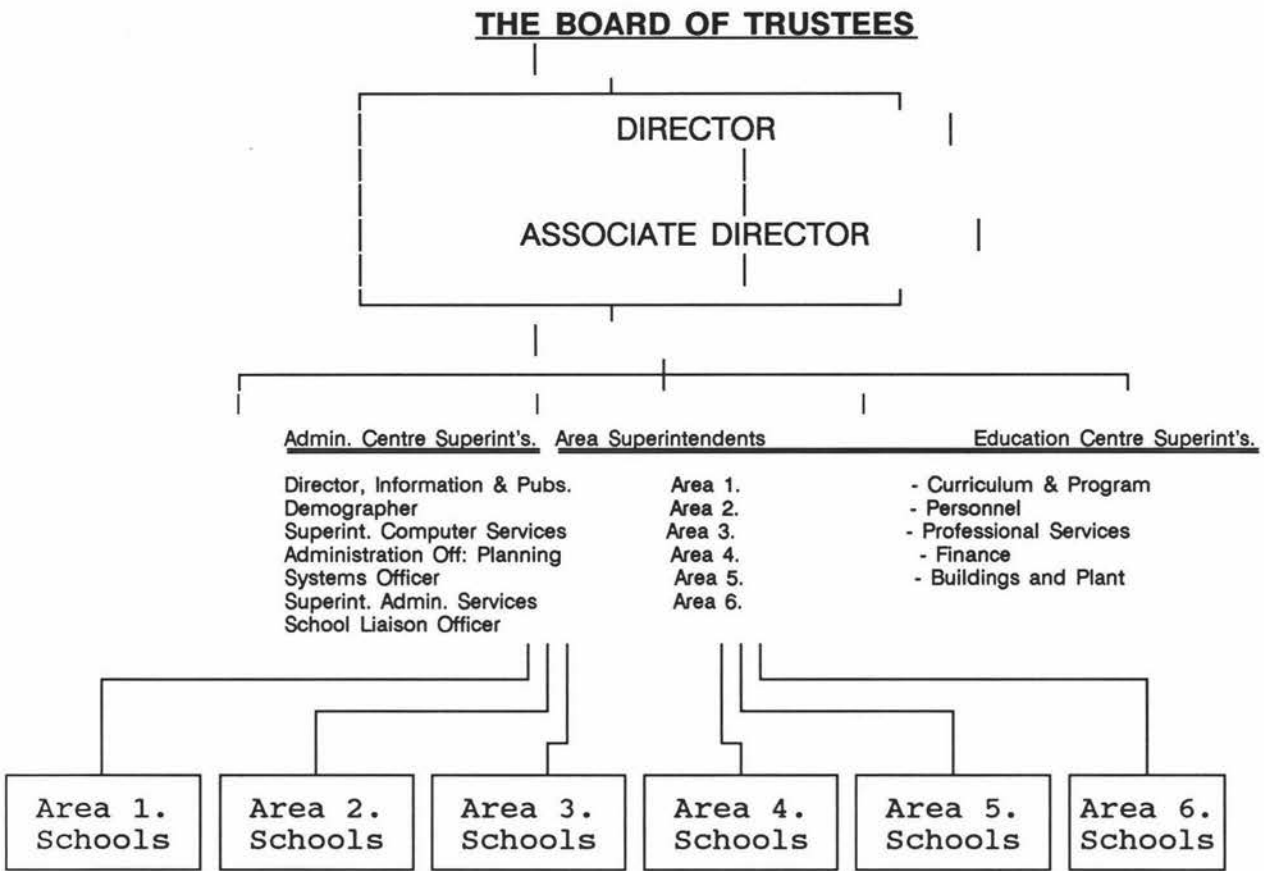 THE BOARD OF TRUSTEES
DIRECTOR
ASSOCIATE DIRECTOR
Admin. Centre Superint's.
Director, Information & Pubs.
Demographer
Superint. Computer Services
Administration Off: Planning
Systems Officer
Superint. Admin. Services
School Liaison Officer
Area Superintendents
Area 1.
Area 2.
Area 3.
Area 4.
Area 5.
Area 6.
Education Centre Superint's.
- Curriculum & Program
- Personnel
- Professional Services
- Finance
- Buildings and Plant
Area 1.
Schools
Area 2.
Schools
Area 3.
Schools
Area 4.
Schools
Area 5.
Schools
Area 6.
Schools